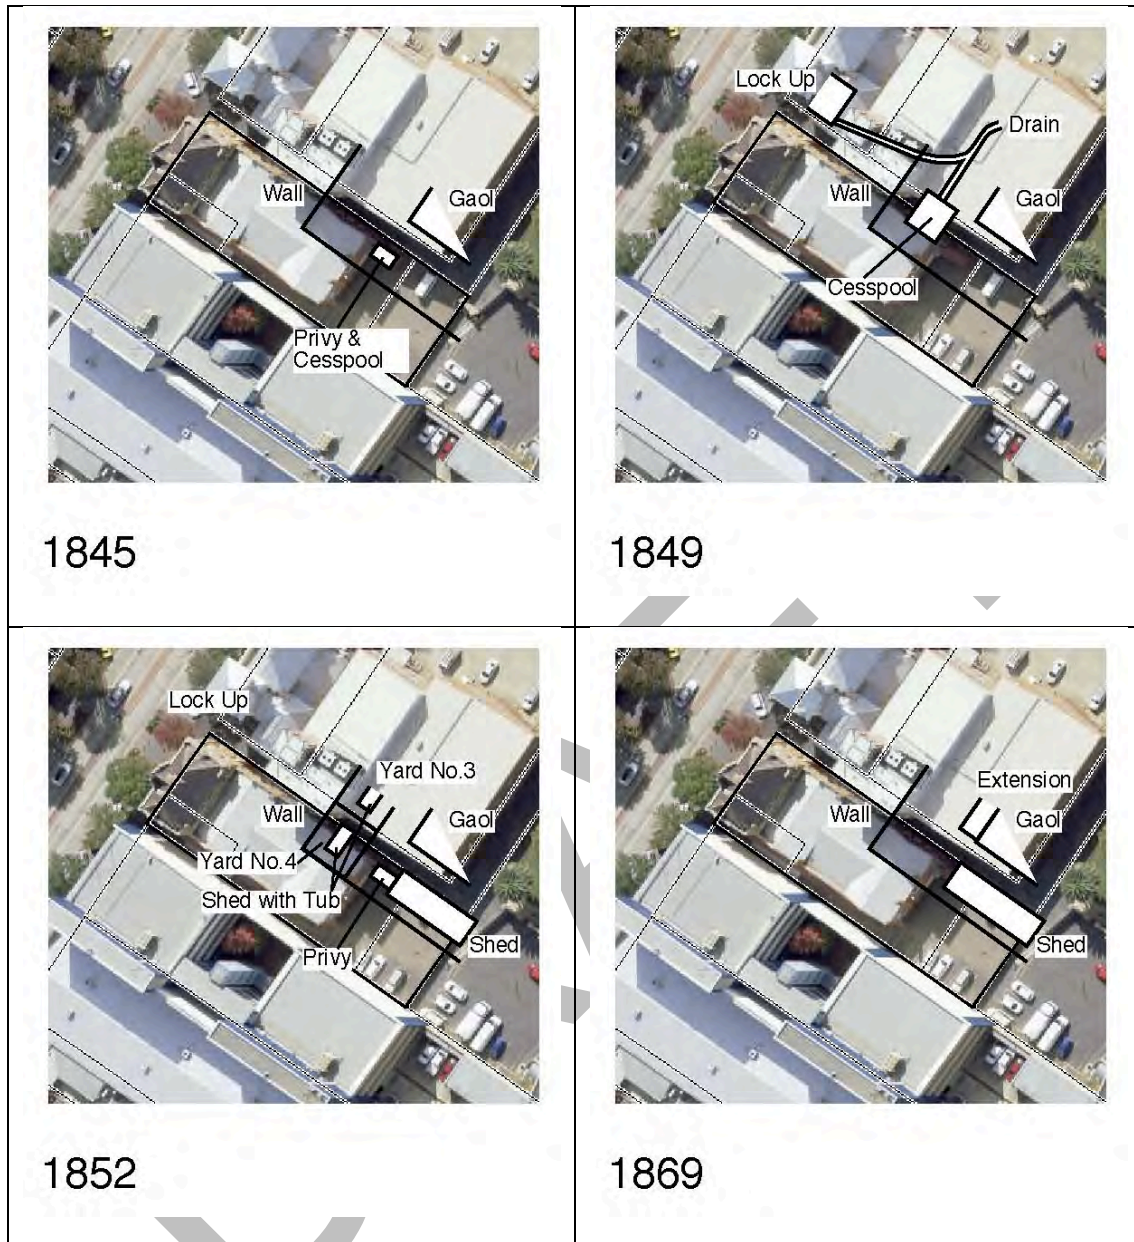 Wall
Gaol
Privy &
Cesspool
1845
Lock Up
Drain
Wall
Gaol
Cesspool
1849
Lock Up
Yard No.3
Wall
Gaol
Yard No.4
Shed with Tub
Privy
Shed
1852
Extension
Wall
Gaol
Shed
1869